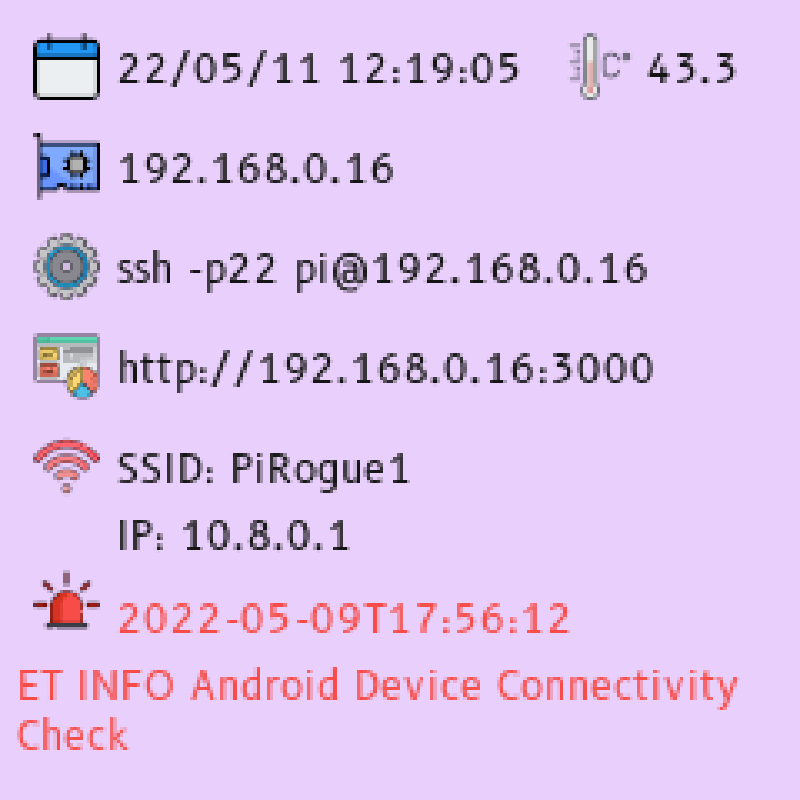 22/05/11 12:19:05 C° 43.3
192.168.0.16
ssh -p22 pi@192.168.0.16
http://192.168.0.16:3000
SSID: PiRogue1
IP: 10.8.0.1
2022-05-09T17:56:12
ET INFO Android Device Connectivity
Check